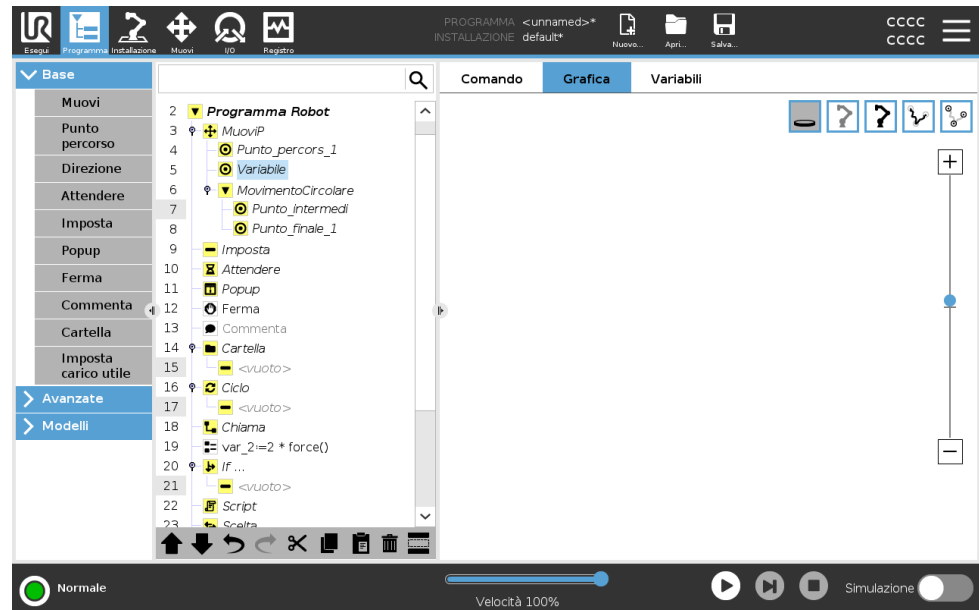 PROGRAMMA <unnamed>*
INSTALLAZIONE default*
Esegui
Programma
Installazione
Muovi
I/O
Registro
Nuovo...
Apri...
Salva...
CCCC
CCCC
Base
Muovi
Punto
percorso
Direzione
Attendere
Imposta
Popup
Ferma
Commenta
Cartella
Imposta
carico utile
Avanzate
Modelli
2 Programma Robot
3 MuoviP
4 Punto_percors_1
5 Variabile
6 MovimentoCircolare
7 Punto_intermedi
8 Punto_finale_1
9 Imposta
10 Attendere
11 Popup
12 Ferma
13 Commenta
14 Cartella
15 <vuoto>
16 Ciclo
17 <vuoto>
18 Chiama
19 var_2:=2 * force()
20 If ...
21 <vuoto>
22 Script
23 Scelta
Comando
Grafica
Variabili
Normale
Velocità 100%
Simulazione